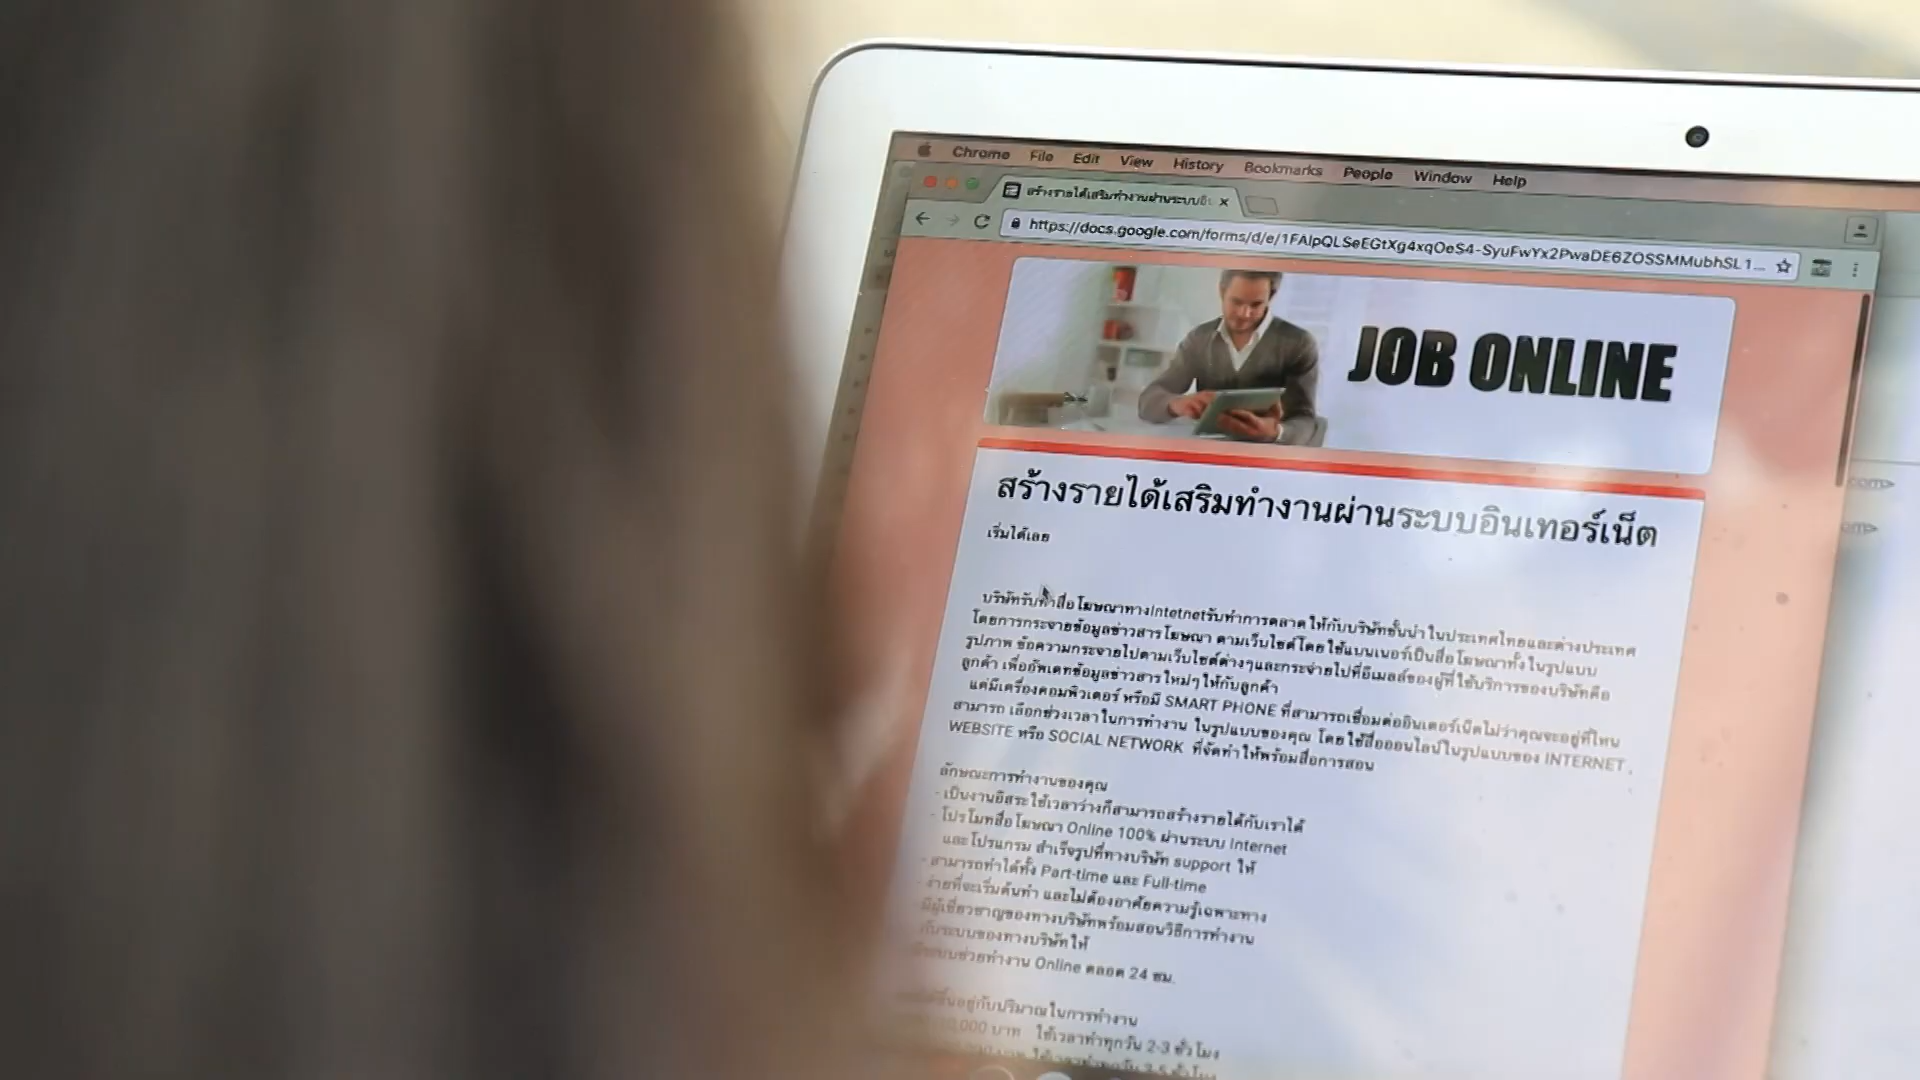 Chrome File Edit View History Bookmarks People Window Help
สร้างรายได้เสริมทำงานผ่านระบบอิน
https://docs.google.com/forms/d/e/1FAIpQLSeEGtXg4xqOeS4-SyuFwYx2PwaDE6ZOSSMMubhSL1...
JOB ONLINE
สร้างรายได้เสริมทำงานผ่านระบบอินเทอร์เน็ต
เริ่มได้เลย
บริษัทรับทำสื่อโฆษณาทางIntetnetรับทำการตลาดให้กับบริษัทชั้นนำในประเทศไทยและต่างประเทศ
โดยการกระจายข้อมูลข่าวสารโฆษณา ตามเว็บไซต์โดยใช้แบนเนอร์เป็นสื่อโฆษณาทั้งในรูปแบบ
รูปภาพ ข้อความกระจายไปตามเว็บไซต์ต่างๆและกระจ่ายไปที่อีเมลล์ของผู้ที่ใช้บริการของบริษัทคือ
ลูกค้า เพื่ออัพเดทข้อมูลข่าวสารใหม่ๆให้กับลูกค้า
แต่มีเครื่องคอมพิวเตอร์ หรือมี SMART PHONE ที่สามารถเชื่อมต่ออินเตอร์เน็ตไม่ว่าคุณจะอยู่ที่ไหน
สามารถ เลือกช่วงเวลาในการทำงาน ในรูปแบบของคุณ โดยใช้สื่อออนไลน์ในรูปแบบของ INTERNET ,
WEBSITE หรือ SOCIAL NETWORK ที่จัดทำให้พร้อมสื่อการสอน
ลักษณะการทำงานของคุณ
- เป็นงานอิสระใช้เวลาว่างก็สามารถสร้างรายได้กับเราได้
- โปรโมทสื่อโฆษณา Online 100% ผ่านระบบ Internet
และโปรแกรม สำเร็จรูปที่ทางบริษัท support ให้
- สามารถทำได้ทั้ง Part-time และ Full-time
- ง่ายที่จะเริ่มต้นทำ และไม่ต้องอาศัยความรู้เฉพาะทาง
มีผู้เชี่ยวชาญของทางบริษัทพร้อมสอนวิธีการทำงาน
กับระบบของทางบริษัทให้
มีระบบช่วยทำงาน Online ตลอด 24 ชม.
ขึ้นอยู่กับปริมาณในการทำงาน
บาท ใช้เวลาทำทุกวัน 2-3 ชั่วโมง
com>